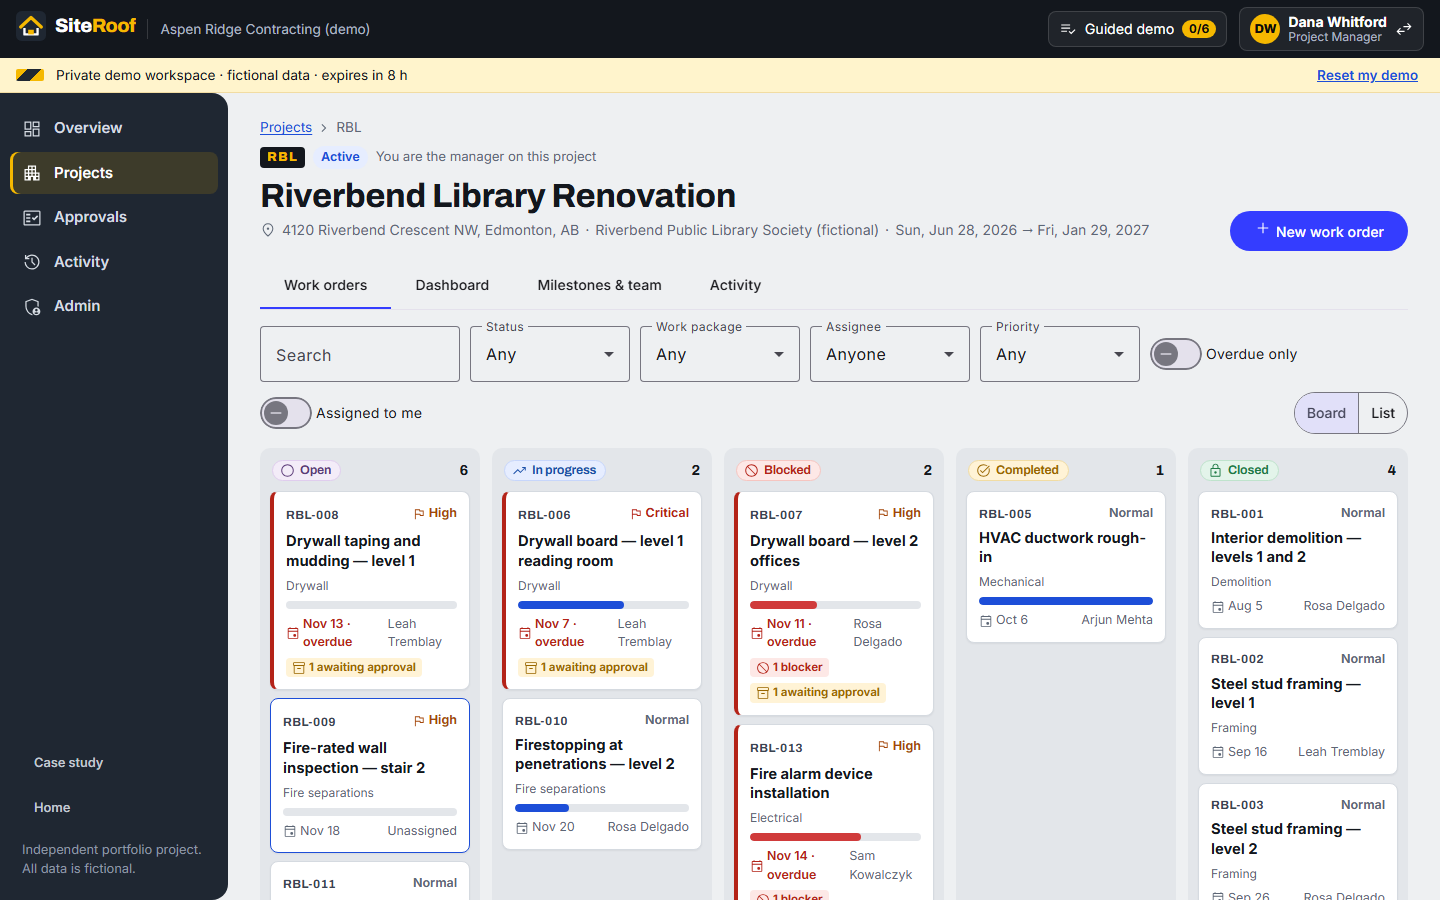 SiteRoof
Aspen Ridge Contracting (demo)
Guided demo 0/6
DW
Dana Whitford
Project Manager
Private demo workspace · fictional data · expires in 8 h
Reset my demo
Overview
Projects
Approvals
Activity
Admin
Case study
Home
Independent portfolio project.
All data is fictional.
Projects > RBL
RBL Active You are the manager on this project
Riverbend Library Renovation
4120 Riverbend Crescent NW, Edmonton, AB · Riverbend Public Library Society (fictional) · Sun, Jun 28, 2026 → Fri, Jan 29, 2027
+ New work order
Work orders
Dashboard
Milestones & team
Activity
Search
Status
Any
Work package
Any
Assignee
Anyone
Priority
Any
Overdue only
Assigned to me
Board
List
Open 6
RBL-008 High
Drywall taping and
mudding — level 1
Drywall
Nov 13 ·
overdue
Leah
Tremblay
1 awaiting approval
RBL-009 High
Fire-rated wall
inspection — stair 2
Fire separations
Nov 18 Unassigned
RBL-011 Normal
In progress 2
RBL-006 Critical
Drywall board — level 1
reading room
Drywall
Nov 7 ·
overdue
Leah
Tremblay
1 awaiting approval
RBL-010 Normal
Firestopping at
penetrations — level 2
Fire separations
Nov 20 Rosa Delgado
Blocked 2
RBL-007 High
Drywall board — level 2
offices
Drywall
Nov 11 ·
overdue
Rosa
Delgado
1 blocker
1 awaiting approval
RBL-013 High
Fire alarm device
installation
Electrical
Nov 14 ·
overdue
Sam
Kowalczyk
1 blocker
Completed 1
RBL-005 Normal
HVAC ductwork rough-
in
Mechanical
Oct 6 Arjun Mehta
Closed 4
RBL-001 Normal
Interior demolition —
levels 1 and 2
Demolition
Aug 5 Rosa Delgado
RBL-002 Normal
Steel stud framing —
level 1
Framing
Sep 16 Leah Tremblay
RBL-003 Normal
Steel stud framing —
level 2
Framing
Sep 26 Rosa Delgado